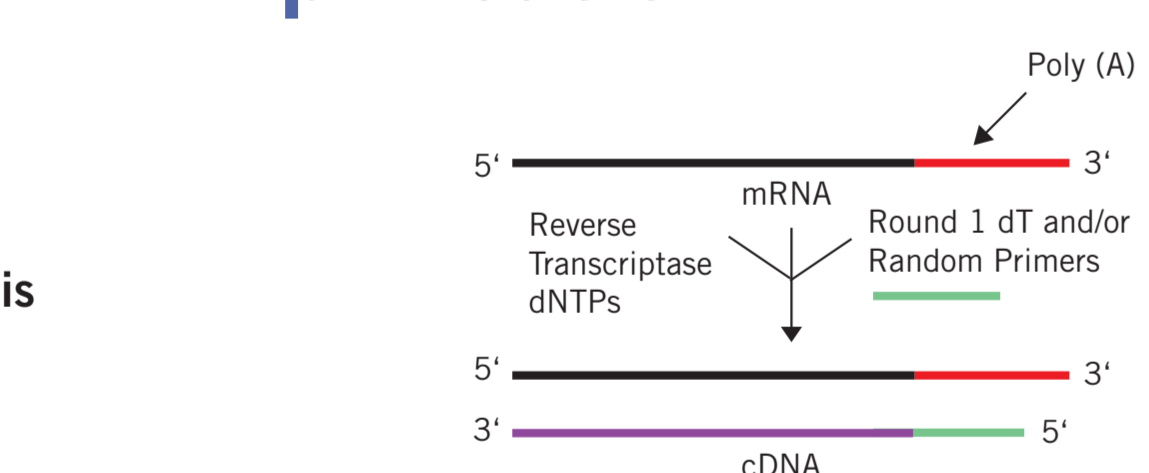 Poly (A)
5‘
3‘
mRNA
Reverse
Transcriptase
dNTPs
Round 1 dT and/or
Random Primers
is
5‘
3‘
3‘
5‘
cDNA